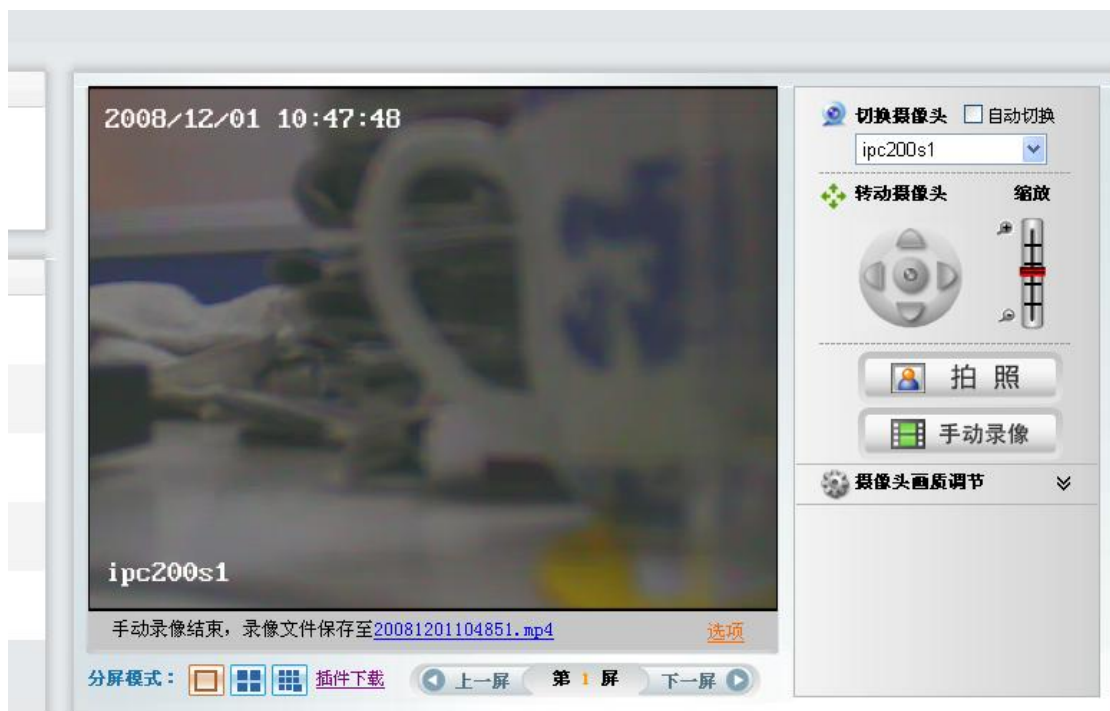 2008/12/01 10:47:48
ipc200s1
手动录像结束，录像文件保存至20081201104851.mp4 选项
分屏模式： 插件下载 上一屏 第 1 屏 下一屏
切换摄像头 自动切换
ipc200s1
转动摄像头 缩放
拍 照
手动录像
摄像头画质调节